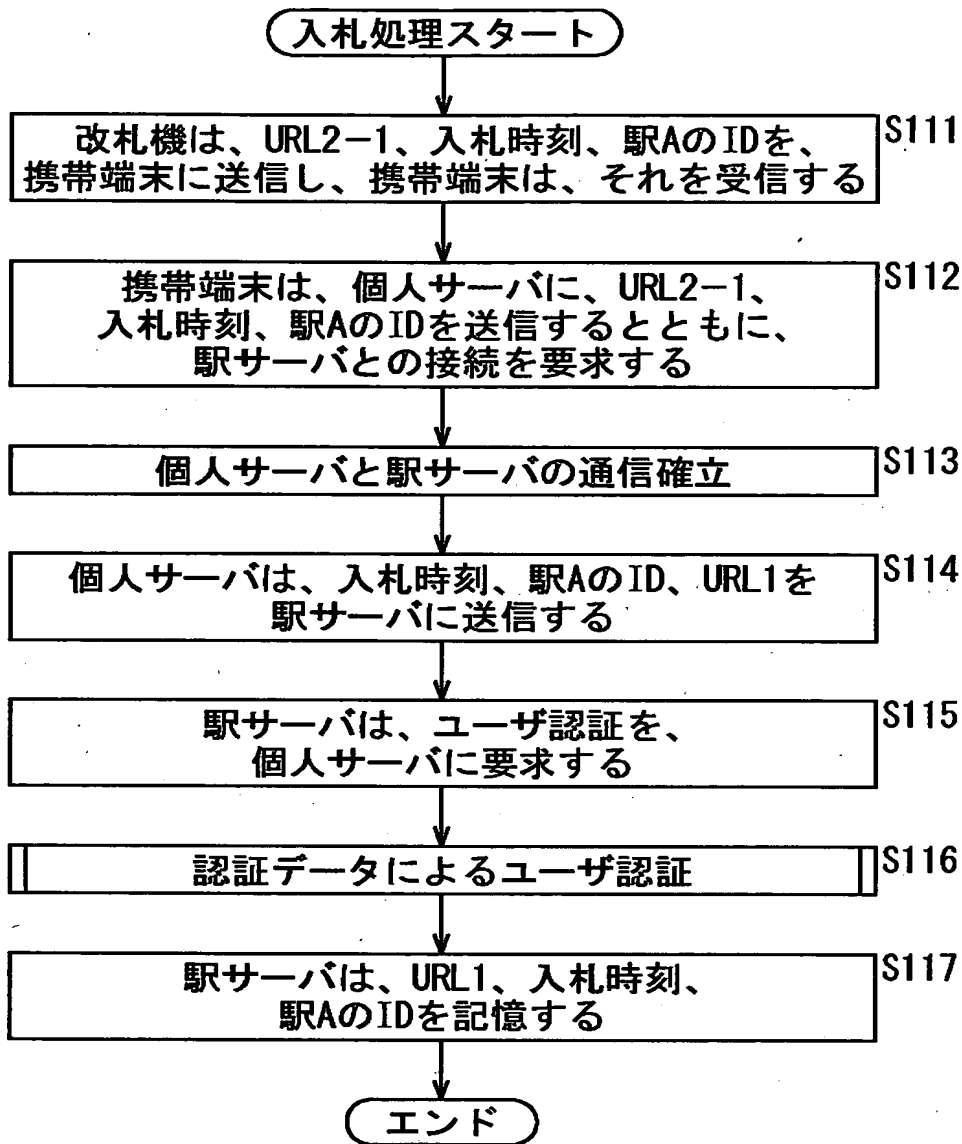 入札処理スタート
改札機は、URL2-1、入札時刻、駅AのIDを、
携帯端末に送信し、携帯端末は、それを受信する
S111
携帯端末は、個人サーバに、URL2-1、
入札時刻、駅AのIDを送信するとともに、
駅サーバとの接続を要求する
S112
個人サーバと駅サーバの通信確立
S113
個人サーバは、入札時刻、駅AのID、URL1を
駅サーバに送信する
S114
駅サーバは、ユーザ認証を、
個人サーバに要求する
S115
認証データによるユーザ認証
S116
駅サーバは、URL1、入札時刻、
駅AのIDを記憶する
S117
エンド